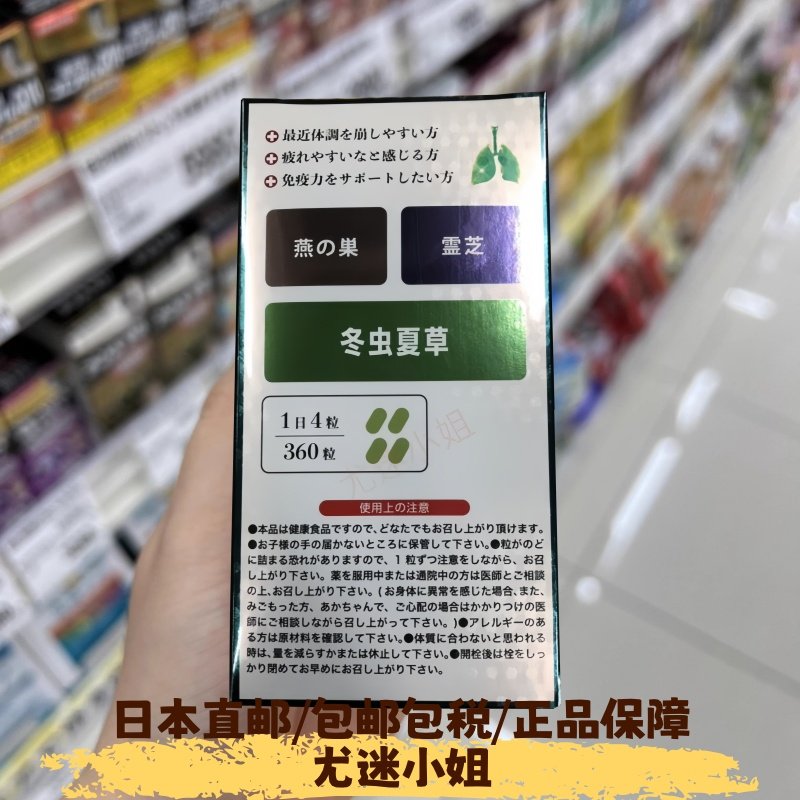 最近体調を崩しやすい方
疲れやすいなと感じる方
免疫力をサポートしたい方
燕の巣
霊芝
冬虫夏草
1日4粒
360粒
尤迷小姐
使用上の注意
●本品は健康食品ですので、どなたでもお召し上がり頂けます。
●お子様の手の届かないところに保管して下さい。●粒がのど
に詰まる恐れがありますので、1粒ずつ注意をしながら、お召
し上がり下さい。薬を服用中または通院中の方は医師とご相談
の上、お召し上がり下さい。(お身体に異常を感じた場合、また、
みごもった方、あかちゃんで、ご心配の場合はかかりつけの医
師にご相談しながら召し上がって下さい。)●アレルギーのあ
る方は原材料を確認して下さい。●体質に合わないと思われる
時は、量を減らすかまたは休止して下さい。●開栓後は栓をしっ
かり閉めてお早めにお召し上がり下さい。
日本直邮/包邮包税/正品保障
尤迷小姐